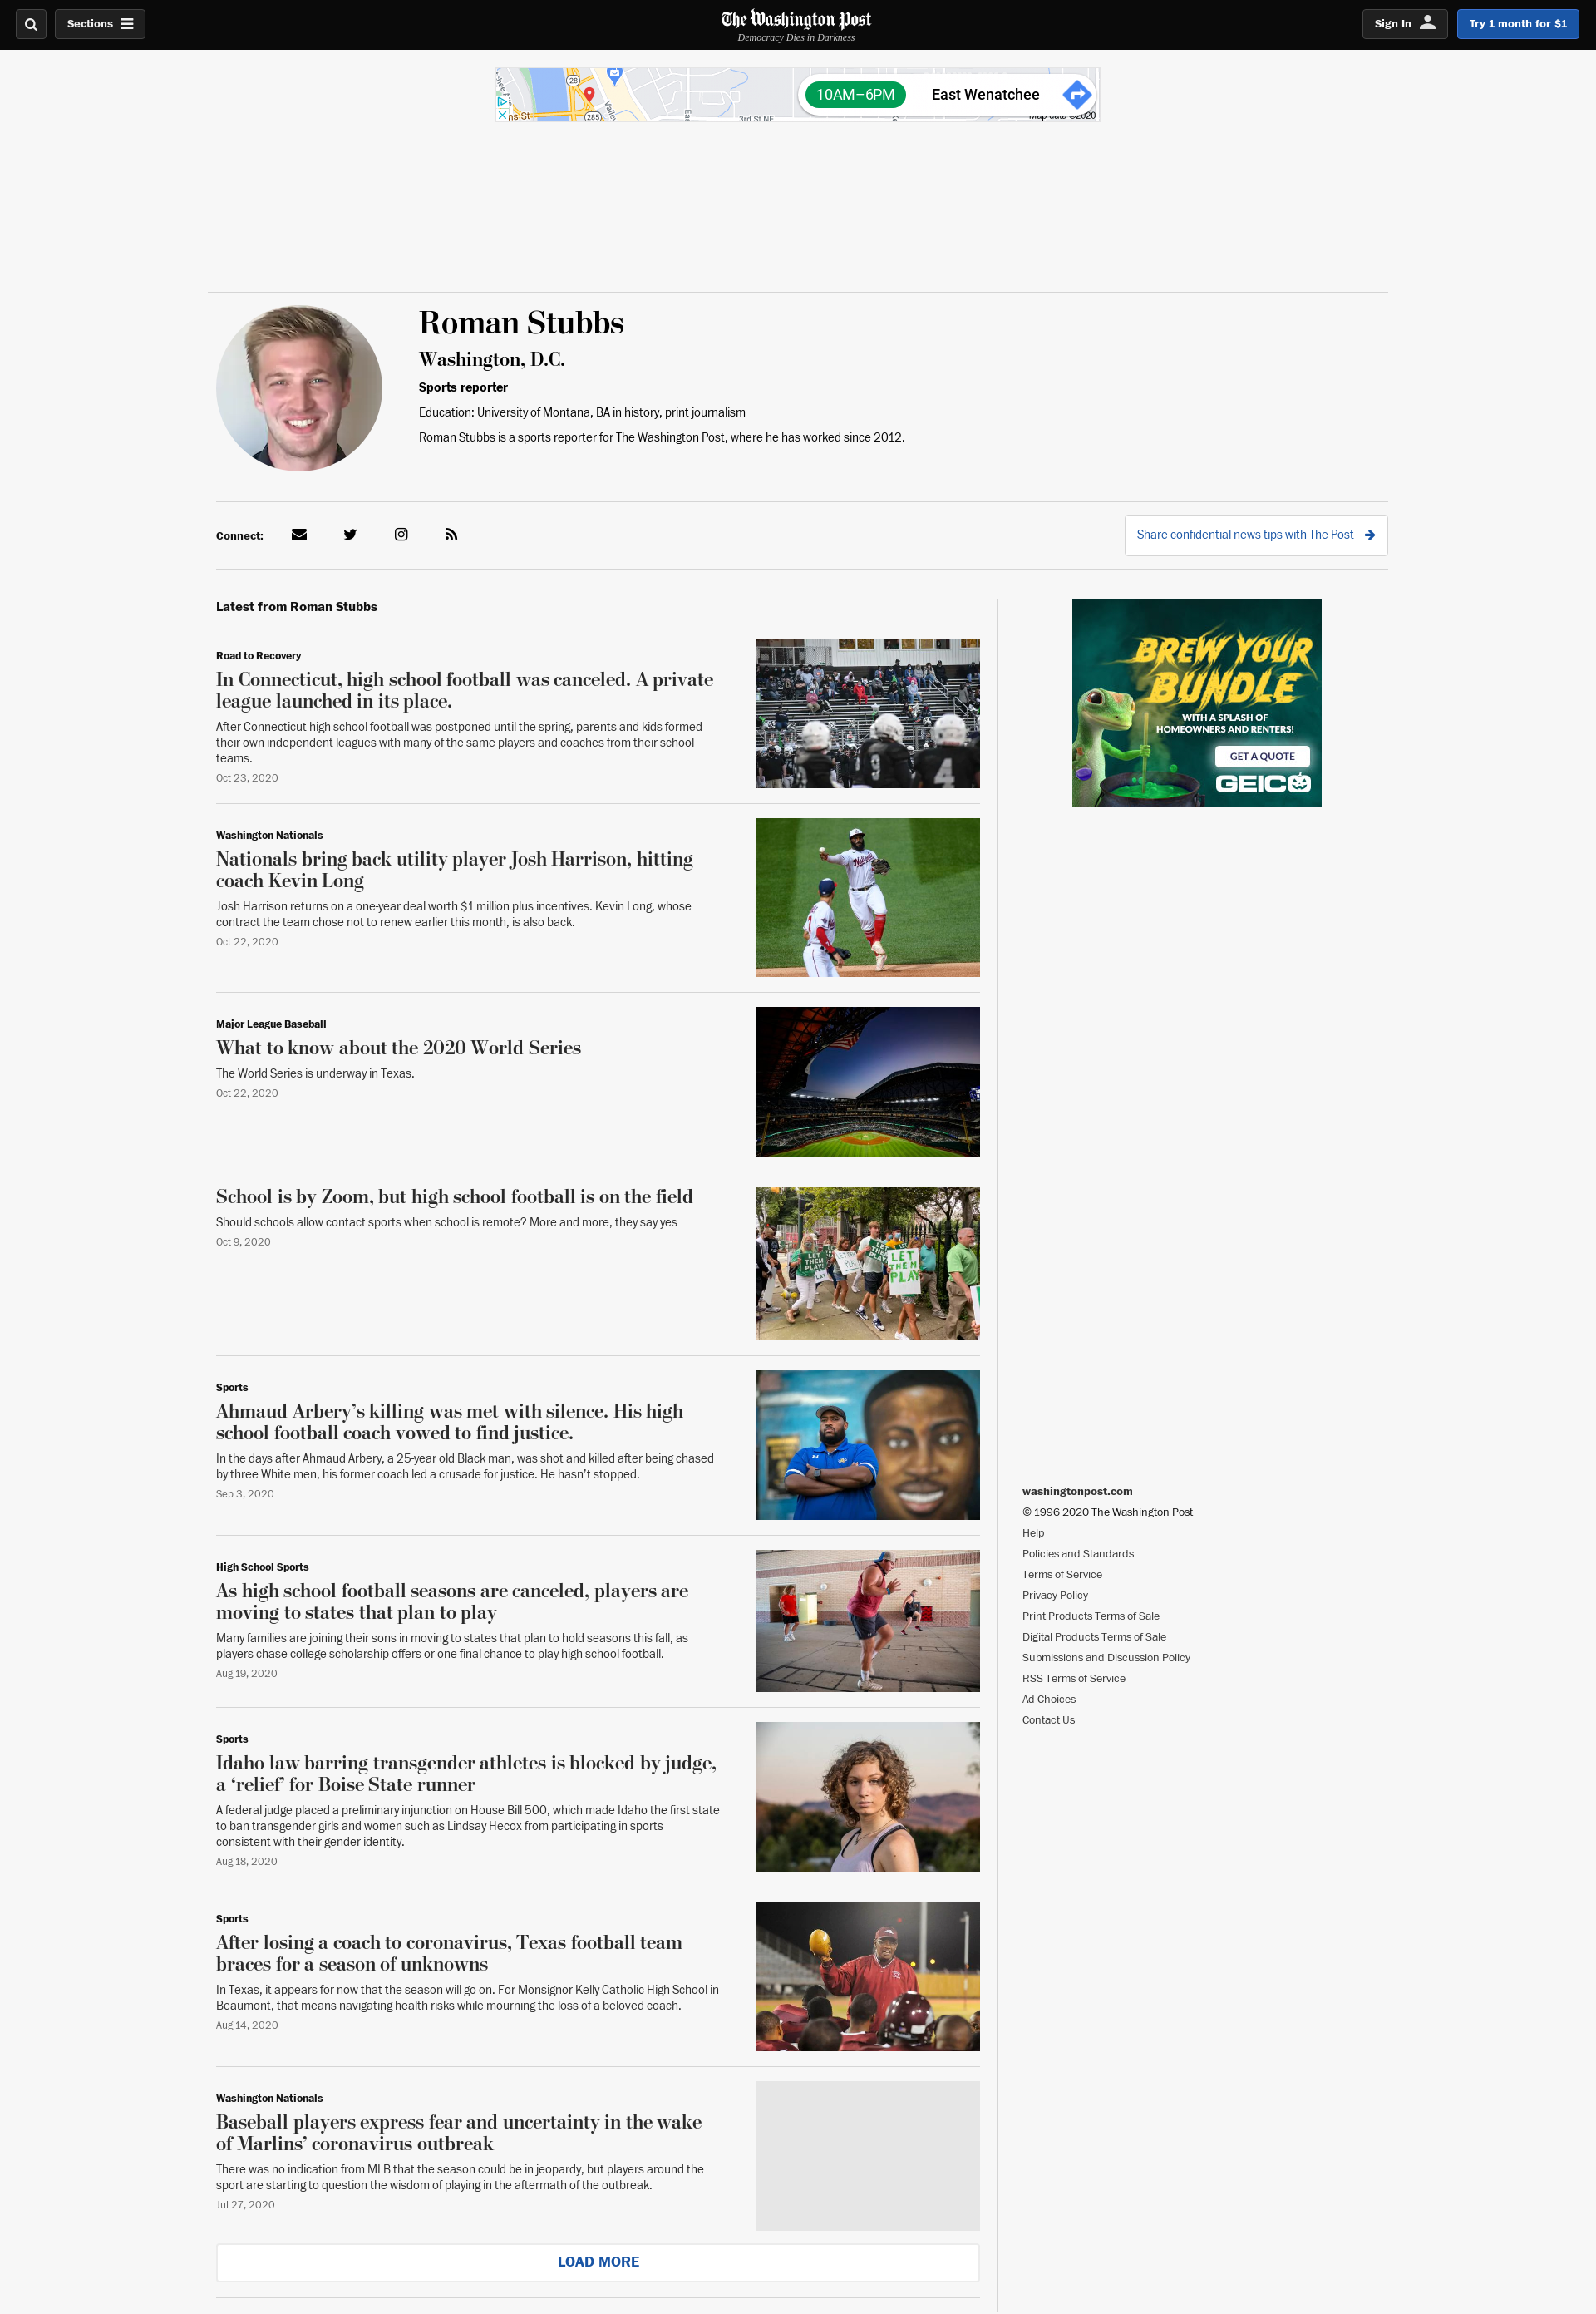 Sections
The Washington Post
Democracy Dies in Darkness
Sign In
Try 1 month for $1
28
285
ns St
Valley
3rd St NE
10AM–6PM
East Wenatchee
Map data ©2020
Roman Stubbs
Washington, D.C.
Sports reporter
Education: University of Montana, BA in history, print journalism
Roman Stubbs is a sports reporter for The Washington Post, where he has worked since 2012.
Connect:
Share confidential news tips with The Post
Latest from Roman Stubbs
Road to Recovery
In Connecticut, high school football was canceled. A private
league launched in its place.
After Connecticut high school football was postponed until the spring, parents and kids formed
their own independent leagues with many of the same players and coaches from their school
teams.
Oct 23, 2020
BREW YOUR
BUNDLE
WITH A SPLASH OF
HOMEOWNERS AND RENTERS!
GET A QUOTE
GEICO
Washington Nationals
Nationals bring back utility player Josh Harrison, hitting
coach Kevin Long
Josh Harrison returns on a one-year deal worth $1 million plus incentives. Kevin Long, whose
contract the team chose not to renew earlier this month, is also back.
Oct 22, 2020
Major League Baseball
What to know about the 2020 World Series
The World Series is underway in Texas.
Oct 22, 2020
School is by Zoom, but high school football is on the field
Should schools allow contact sports when school is remote? More and more, they say yes
Oct 9, 2020
LET THEM PLAY!
LET THEM PLAY
Sports
Ahmaud Arbery’s killing was met with silence. His high
school football coach vowed to find justice.
In the days after Ahmaud Arbery, a 25-year old Black man, was shot and killed after being chased
by three White men, his former coach led a crusade for justice. He hasn’t stopped.
Sep 3, 2020
High School Sports
As high school football seasons are canceled, players are
moving to states that plan to play
Many families are joining their sons in moving to states that plan to hold seasons this fall, as
players chase college scholarship offers or one final chance to play high school football.
Aug 19, 2020
Sports
Idaho law barring transgender athletes is blocked by judge,
a ‘relief’ for Boise State runner
A federal judge placed a preliminary injunction on House Bill 500, which made Idaho the first state
to ban transgender girls and women such as Lindsay Hecox from participating in sports
consistent with their gender identity.
Aug 18, 2020
Sports
After losing a coach to coronavirus, Texas football team
braces for a season of unknowns
In Texas, it appears for now that the season will go on. For Monsignor Kelly Catholic High School in
Beaumont, that means navigating health risks while mourning the loss of a beloved coach.
Aug 14, 2020
Washington Nationals
Baseball players express fear and uncertainty in the wake
of Marlins’ coronavirus outbreak
There was no indication from MLB that the season could be in jeopardy, but players around the
sport are starting to question the wisdom of playing in the aftermath of the outbreak.
Jul 27, 2020
LOAD MORE
washingtonpost.com
© 1996-2020 The Washington Post
Help
Policies and Standards
Terms of Service
Privacy Policy
Print Products Terms of Sale
Digital Products Terms of Sale
Submissions and Discussion Policy
RSS Terms of Service
Ad Choices
Contact Us